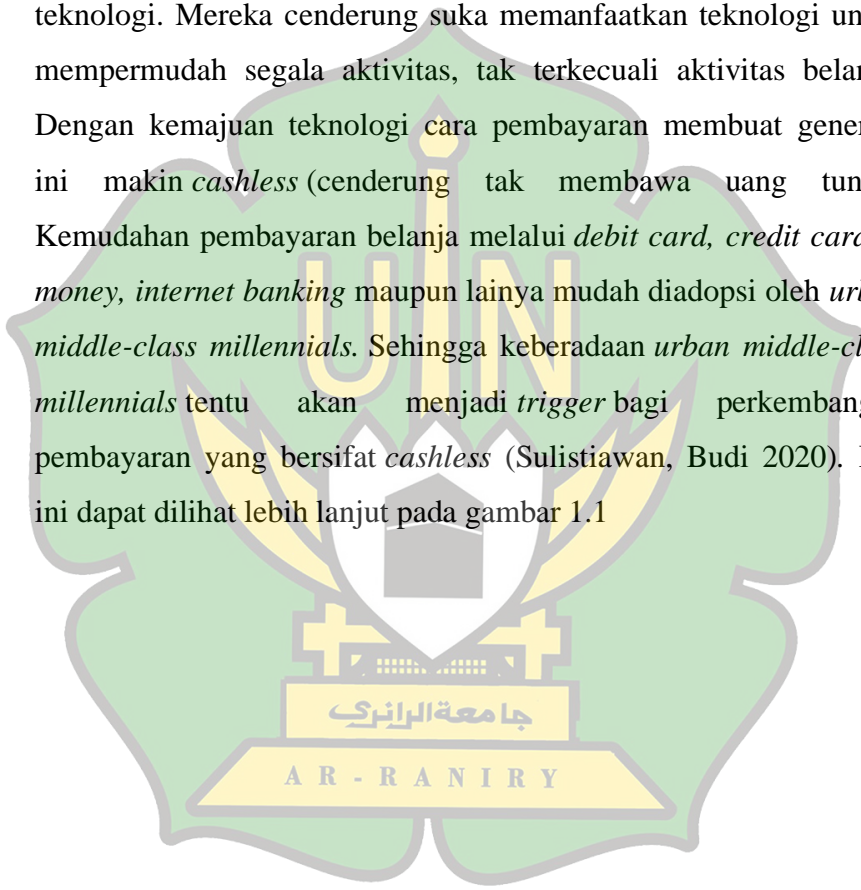 teknologi. Mereka cenderung suka memanfaatkan teknologi un
mempermudah segala aktivitas, tak terkecuali aktivitas belan
Dengan kemajuan teknologi cara pembayaran membuat gener
ini makin cashless (cenderung tak membawa uang tun
Kemudahan pembayaran belanja melalui debit card, credit card
money, internet banking maupun lainya mudah diadopsi oleh
middle-class millennials. Sehingga keberadaan urban middle-cl
millennials tentu akan menjadi trigger bagi perkembang
pembayaran yang bersifat cashless (Sulistiawan, Budi 2020).
ini dapat dilihat lebih lanjut pada gambar 1.1
UIN
جامعة الرانري
AR-RANIRY